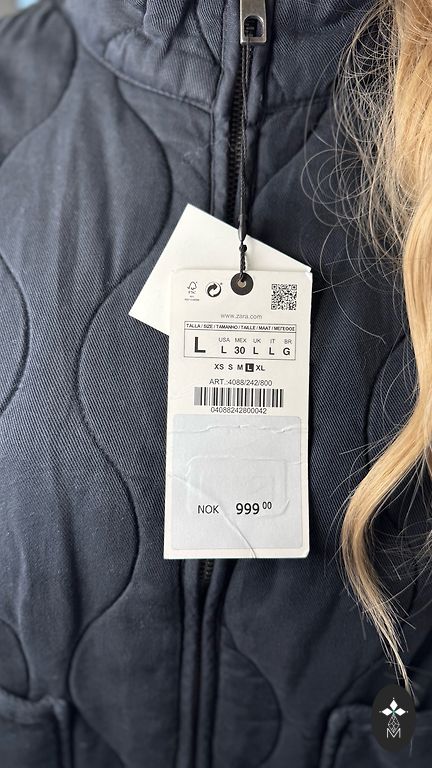 www.zara.com
TALLA / SIZE / TAMANHO / TAILLE / MAAT / ΜΕΓΕΘΟΣ
L
USA MEX UK IT BR
L 30 L L G
XS S M L XL
ART.:4088/242/800
04088242800042
NOK 999 00
M